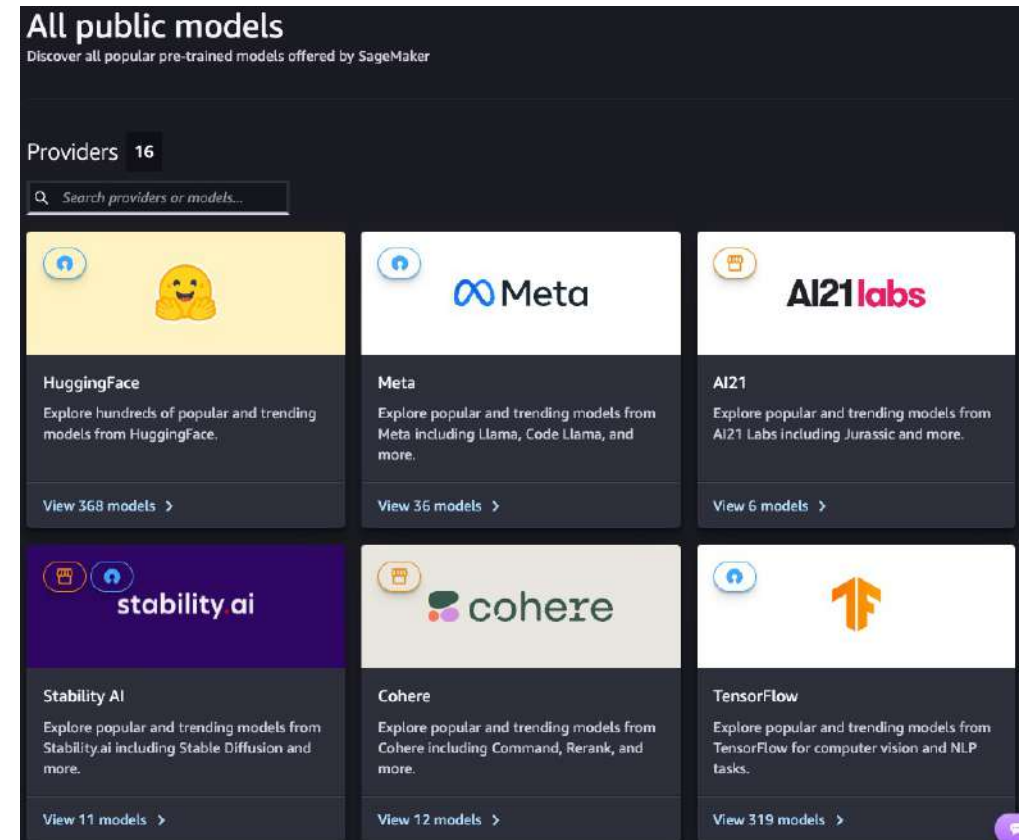 All public models
Discover all popular pre-trained models offered by SageMaker
Providers 16
Search providers or models...
Meta
AI21labs
HuggingFace
Explore hundreds of popular and trending
models from HuggingFace.
View 368 models >
Meta
Explore popular and trending models from
Meta including Llama, Code Llama, and
more.
View 36 models >
AI21
Explore popular and trending models from
AI21 Labs including Jurassic and more.
View 6 models >
stability.ai
cohere
Stability AI
Explore popular and trending models from
Stability.ai including Stable Diffusion and
more.
View 11 models >
Cohere
Explore popular and trending models from
Cohere including Command, Rerank, and
more.
View 12 models >
TensorFlow
Explore popular and trending models from
TensorFlow for computer vision and NLP
tasks.
View 319 models >